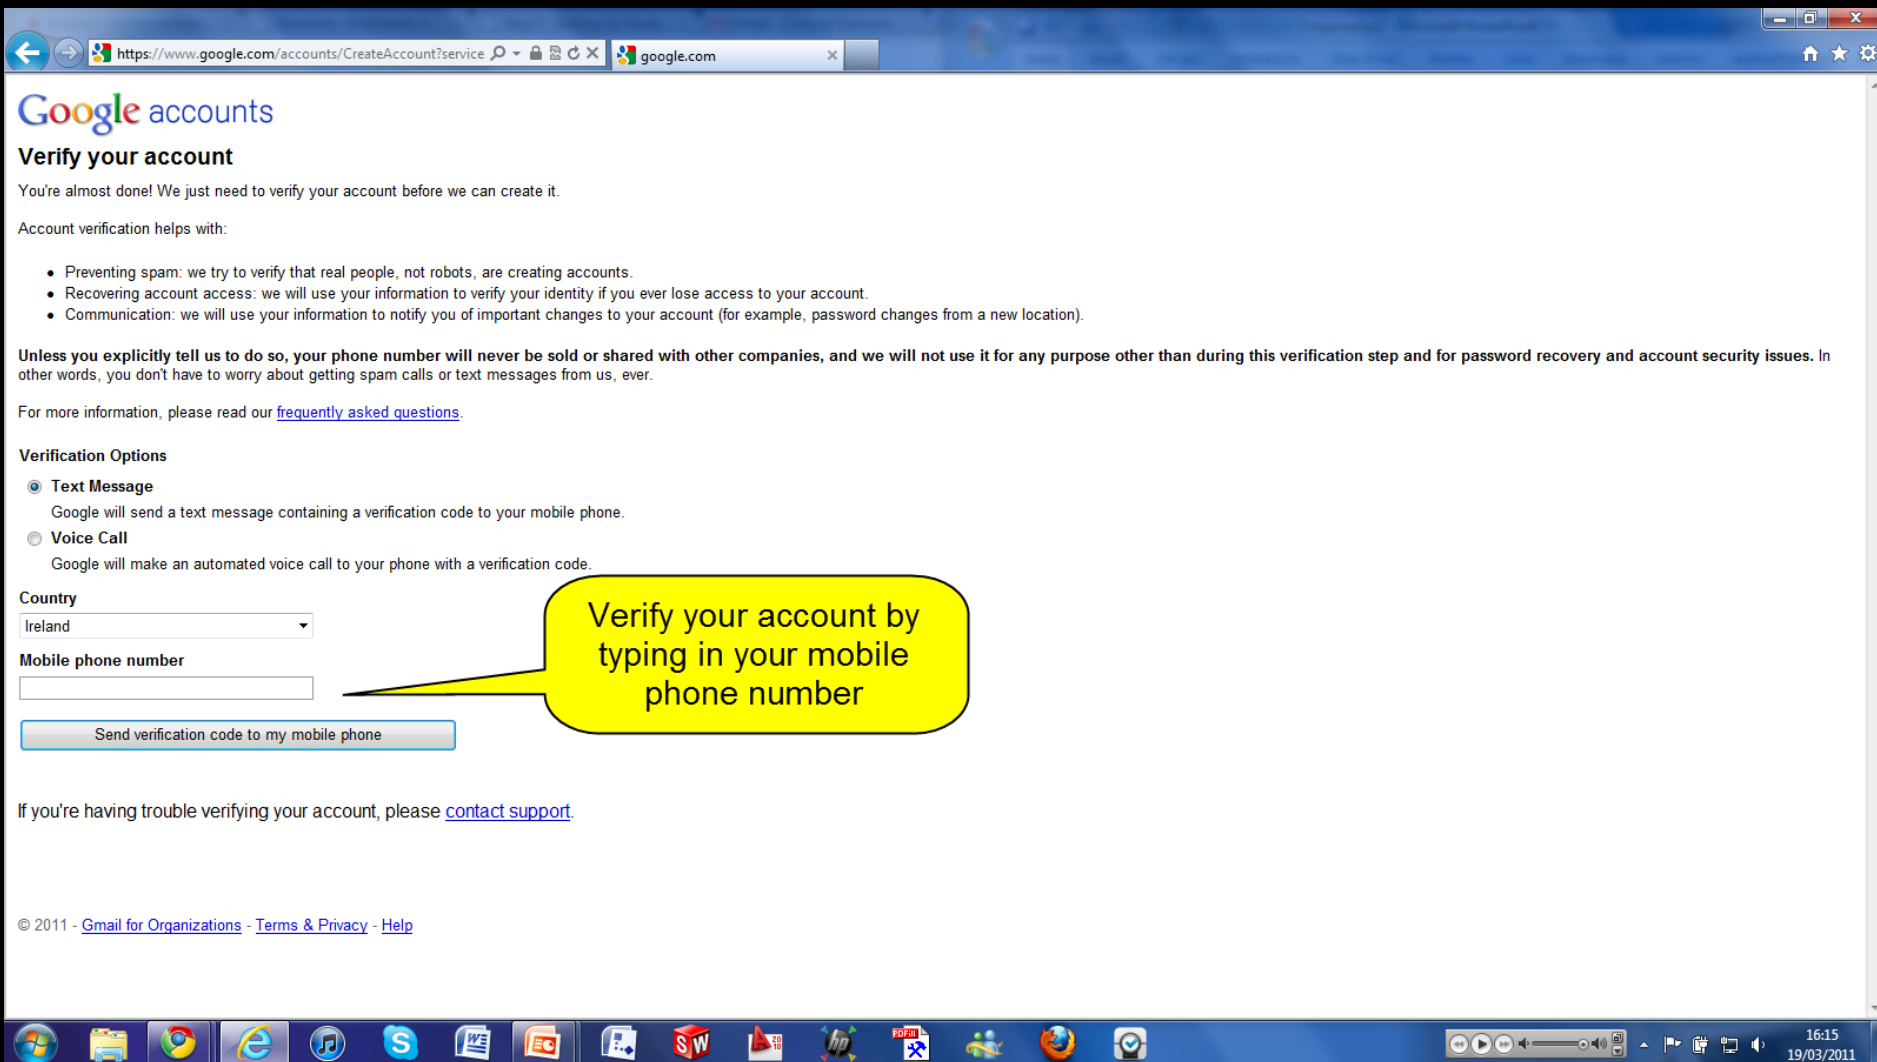 https://www.google.com/accounts/CreateAccount?service
google.com
Google accounts
Verify your account
You're almost done! We just need to verify your account before we can create it.
Account verification helps with:
Preventing spam: we try to verify that real people, not robots, are creating accounts.
Recovering account access: we will use your information to verify your identity if you ever lose access to your account.
Communication: we will use your information to notify you of important changes to your account (for example, password changes from a new location).
Unless you explicitly tell us to do so, your phone number will never be sold or shared with other companies, and we will not use it for any purpose other than during this verification step and for password recovery and account security issues. In
other words, you don't have to worry about getting spam calls or text messages from us, ever.
For more information, please read our frequently asked questions.
Verification Options
Text Message
Google will send a text message containing a verification code to your mobile phone.
Voice Call
Google will make an automated voice call to your phone with a verification code.
Country
Ireland
Mobile phone number
Verify your account by
typing in your mobile
phone number
Send verification code to my mobile phone
If you're having trouble verifying your account, please contact support.
© 2011 - Gmail for Organizations - Terms & Privacy - Help
SW
hp
PDFill
16:15
19/03/2011